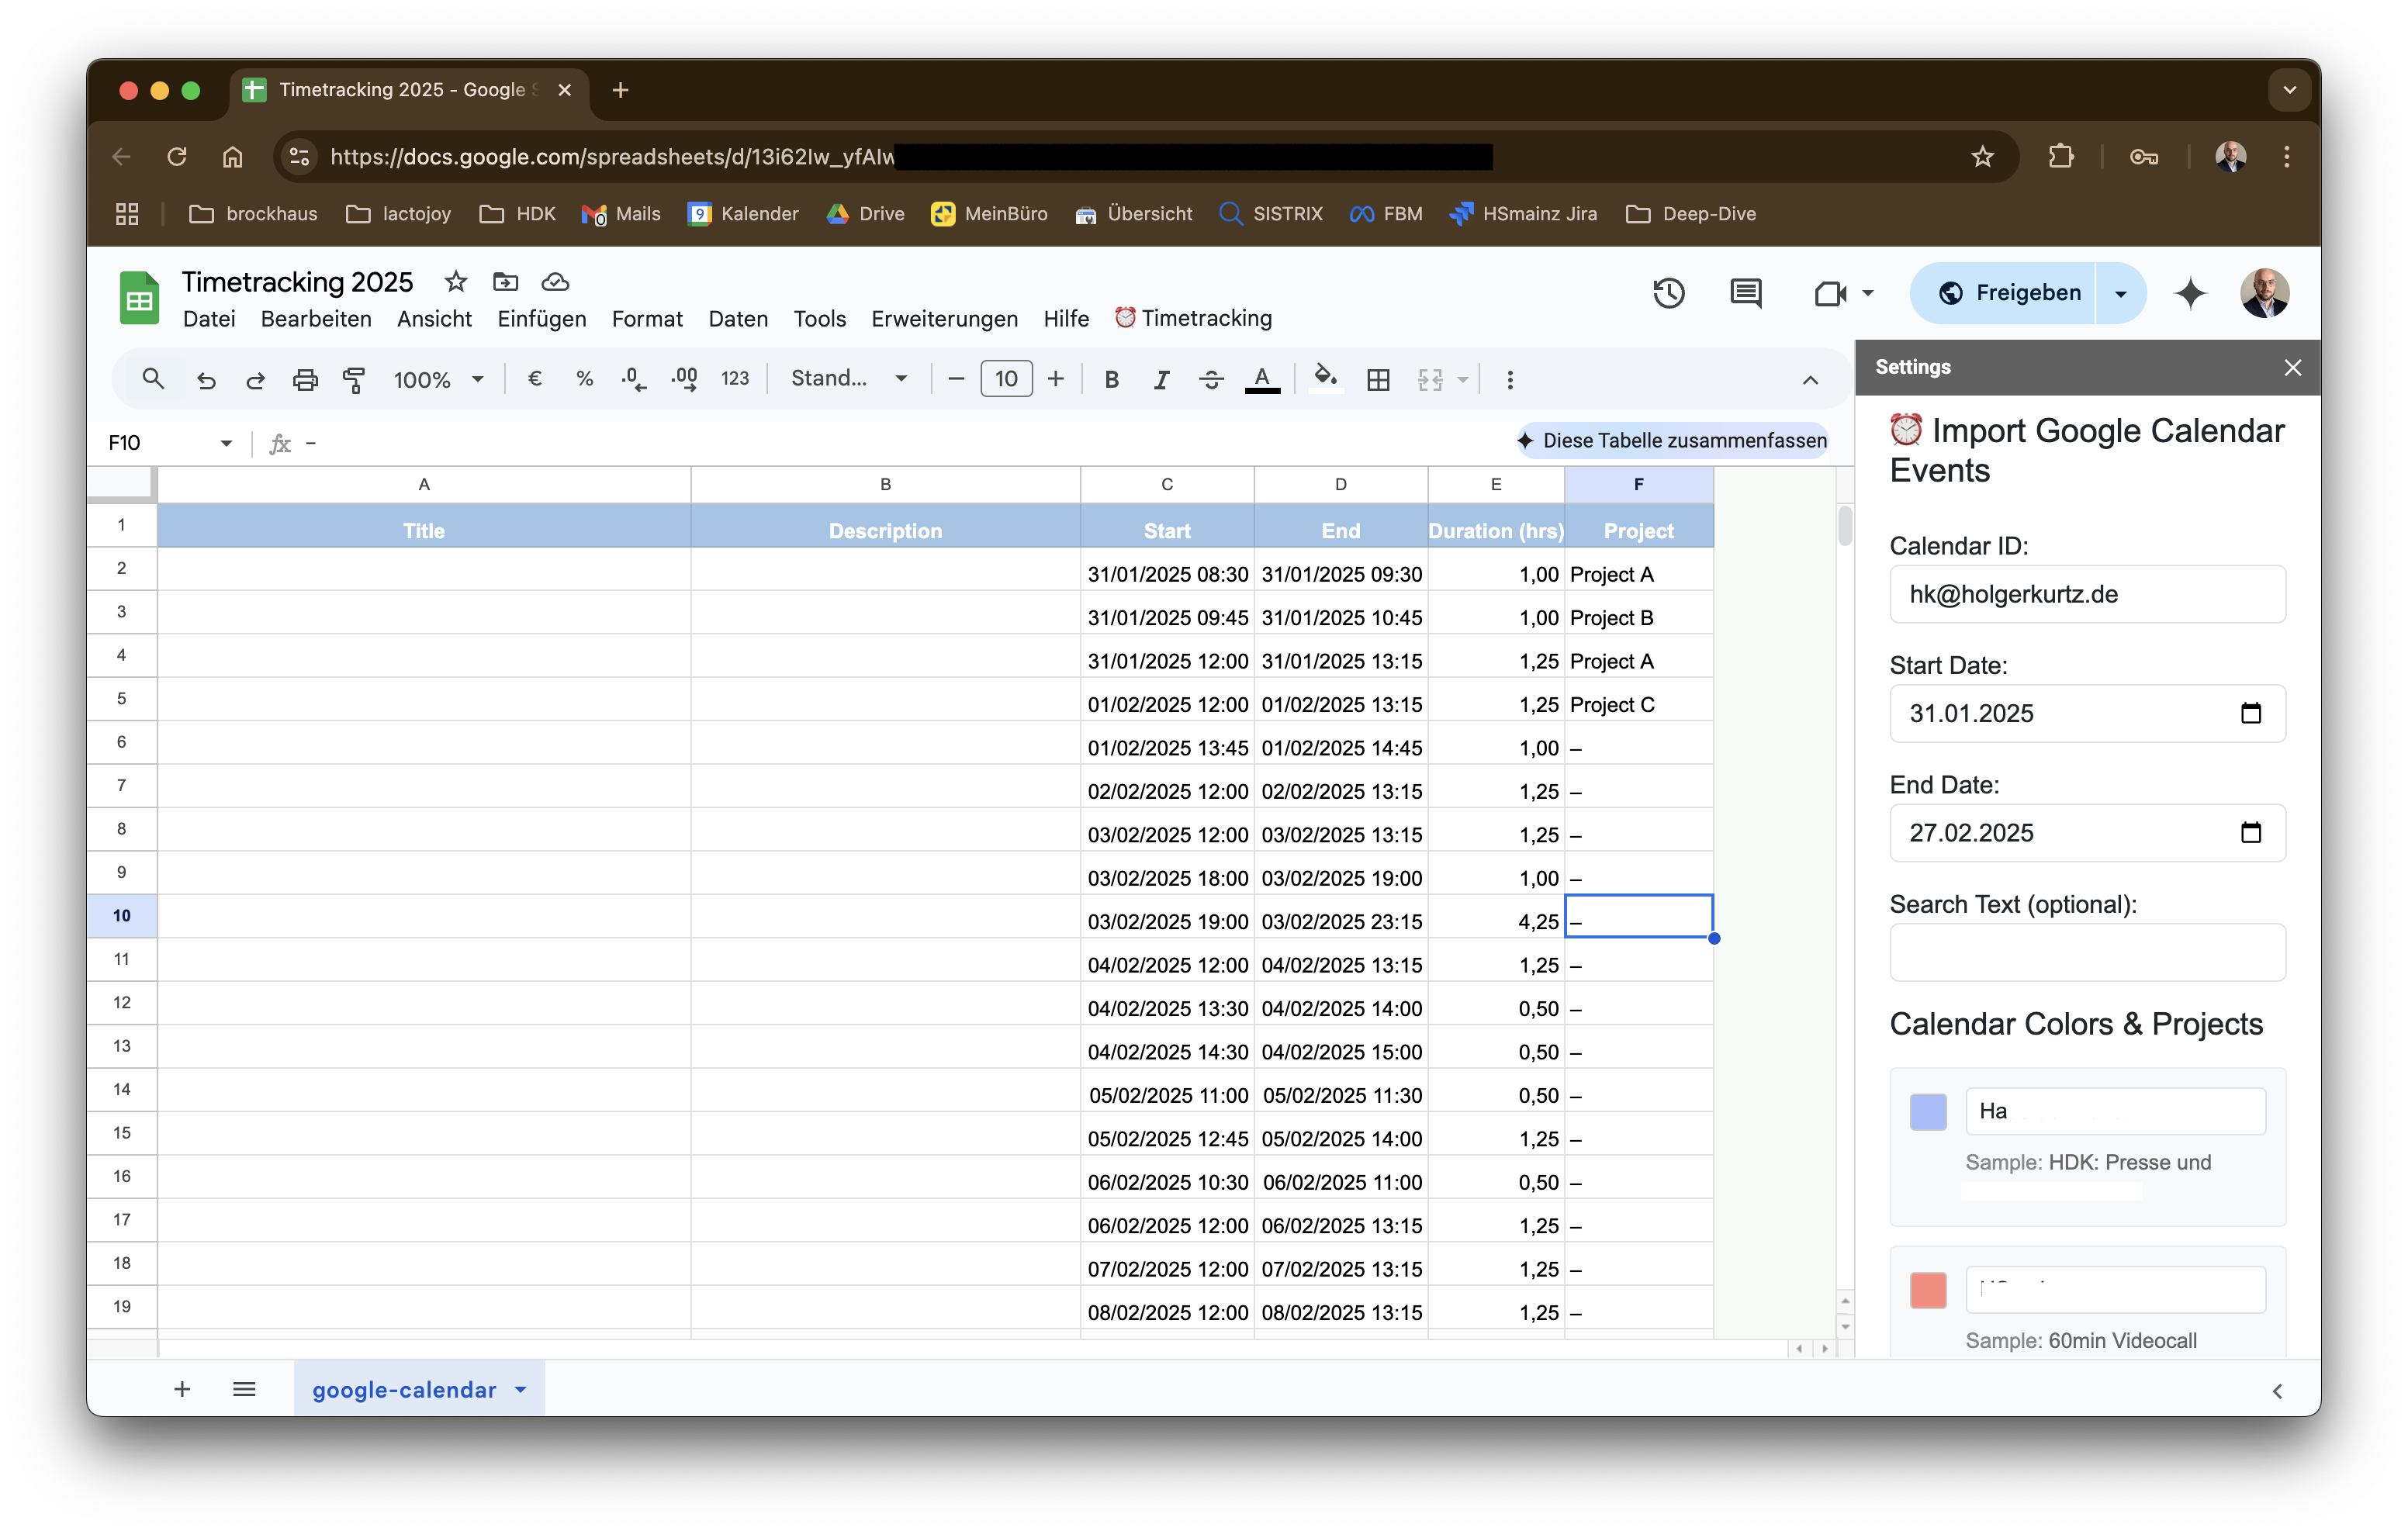 Timetracking 2025 - Google
https://docs.google.com/spreadsheets/d/13i62Iw_yfAIw
brockhaus lactojoy HDK Mails 9 Kalender Drive MeinBüro Übersicht SISTRIX FBM HSmainz Jira Deep-Dive
Timetracking 2025
Datei Bearbeiten Ansicht Einfügen Format Daten Tools Erweiterungen Hilfe ⏰ Timetracking
Freigeben
100% € % .0 .00 123 Stand... 10 B I A
F10 fx –
Diese Tabelle zusammenfassen
A B C D E F
1 Title Description Start End Duration (hrs) Project
2 31/01/2025 08:30 31/01/2025 09:30 1,00 Project A
3 31/01/2025 09:45 31/01/2025 10:45 1,00 Project B
4 31/01/2025 12:00 31/01/2025 13:15 1,25 Project A
5 01/02/2025 12:00 01/02/2025 13:15 1,25 Project C
6 01/02/2025 13:45 01/02/2025 14:45 1,00 –
7 02/02/2025 12:00 02/02/2025 13:15 1,25 –
8 03/02/2025 12:00 03/02/2025 13:15 1,25 –
9 03/02/2025 18:00 03/02/2025 19:00 1,00 –
10 03/02/2025 19:00 03/02/2025 23:15 4,25 –
11 04/02/2025 12:00 04/02/2025 13:15 1,25 –
12 04/02/2025 13:30 04/02/2025 14:00 0,50 –
13 04/02/2025 14:30 04/02/2025 15:00 0,50 –
14 05/02/2025 11:00 05/02/2025 11:30 0,50 –
15 05/02/2025 12:45 05/02/2025 14:00 1,25 –
16 06/02/2025 10:30 06/02/2025 11:00 0,50 –
17 06/02/2025 12:00 06/02/2025 13:15 1,25 –
18 07/02/2025 12:00 07/02/2025 13:15 1,25 –
19 08/02/2025 12:00 08/02/2025 13:15 1,25 –
google-calendar
Settings
⏰ Import Google Calendar
Events
Calendar ID:
hk@holgerkurtz.de
Start Date:
31.01.2025
End Date:
27.02.2025
Search Text (optional):
Calendar Colors & Projects
Ha
Sample: HDK: Presse und
Sample: 60min Videocall